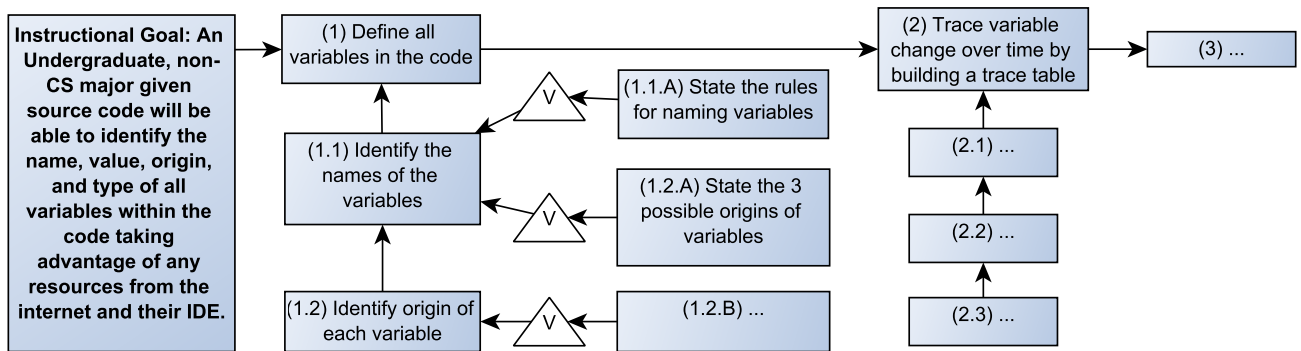 Instructional Goal: An
Undergraduate, non-
CS major given
source code will be
able to identify the
name, value, origin,
and type of all
variables within the
code taking
advantage of any
resources from the
internet and their IDE.
(1) Define all
variables in the code
(2) Trace variable
change over time by
building a trace table
(3) ...
V
(1.1.A) State the rules
for naming variables
(1.1) Identify the
names of the
variables
V
(1.2.A) State the 3
possible origins of
variables
(1.2) Identify origin of
each variable
V
(1.2.B) ...
(2.1) ...
(2.2) ...
(2.3) ...